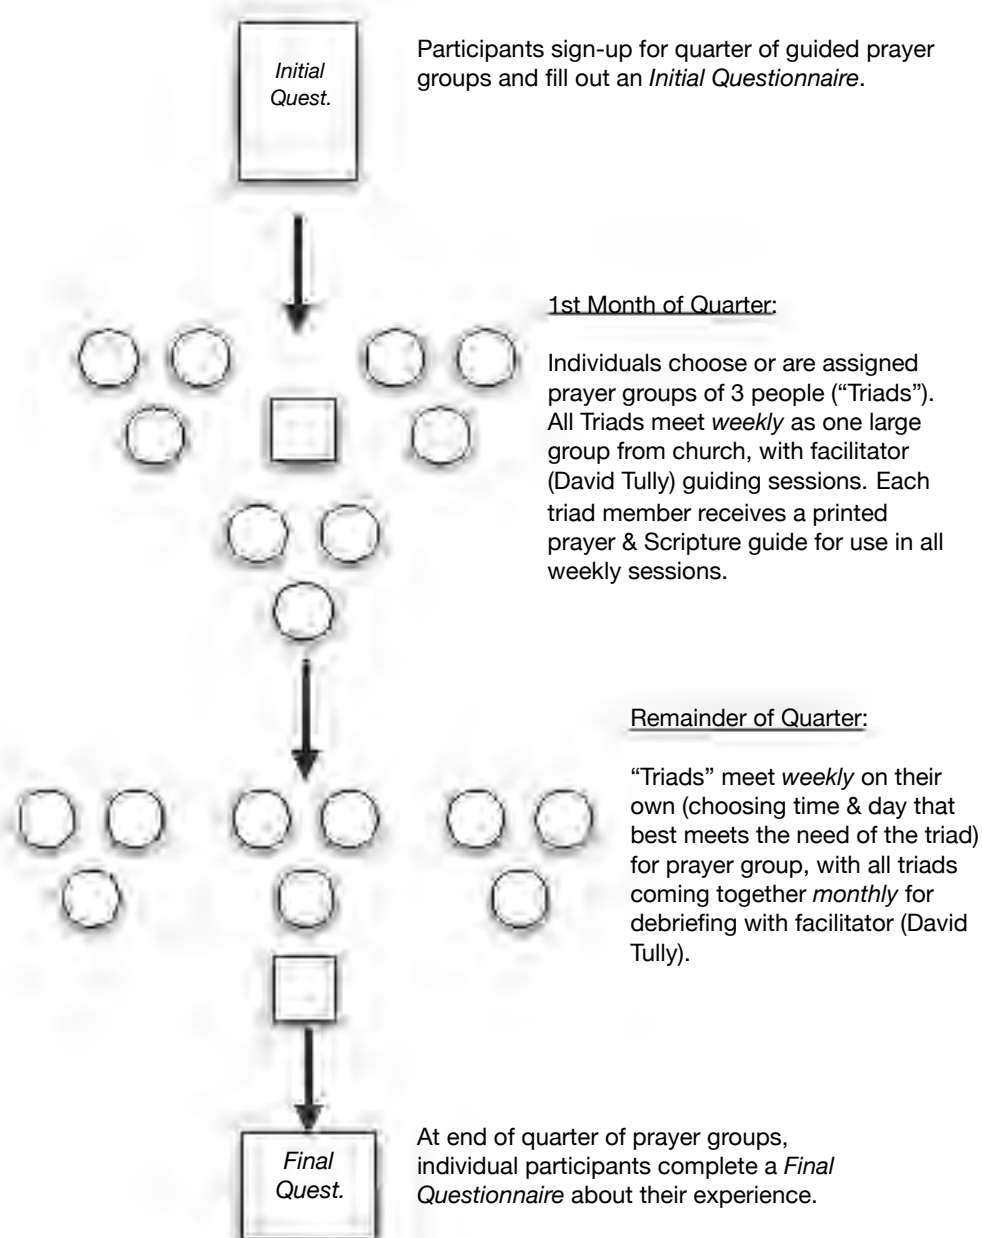 Initial
Quest.
Participants sign-up for quarter of guided prayer
groups and fill out an Initial Questionnaire.
1st Month of Quarter:
Individuals choose or are assigned
prayer groups of 3 people (“Triads”).
All Triads meet weekly as one large
group from church, with facilitator
(David Tully) guiding sessions. Each
triad member receives a printed
prayer & Scripture guide for use in all
weekly sessions.
Remainder of Quarter:
“Triads” meet weekly on their
own (choosing time & day that
best meets the need of the triad)
for prayer group, with all triads
coming together monthly for
debriefing with facilitator (David
Tully).
Final
Quest.
At end of quarter of prayer groups,
individual participants complete a Final
Questionnaire about their experience.